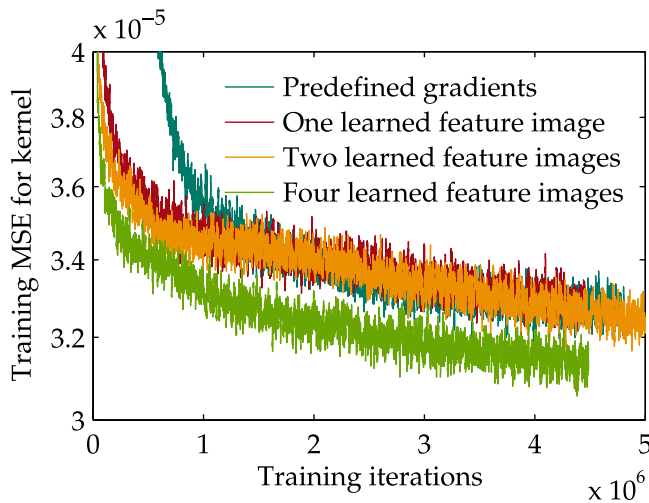 x 10⁻⁵
4
3.8
3.6
3.4
3.2
3
Training MSE for kernel
Predefined gradients
One learned feature image
Two learned feature images
Four learned feature images
0 1 2 3 4 5
Training iterations
x 10⁶